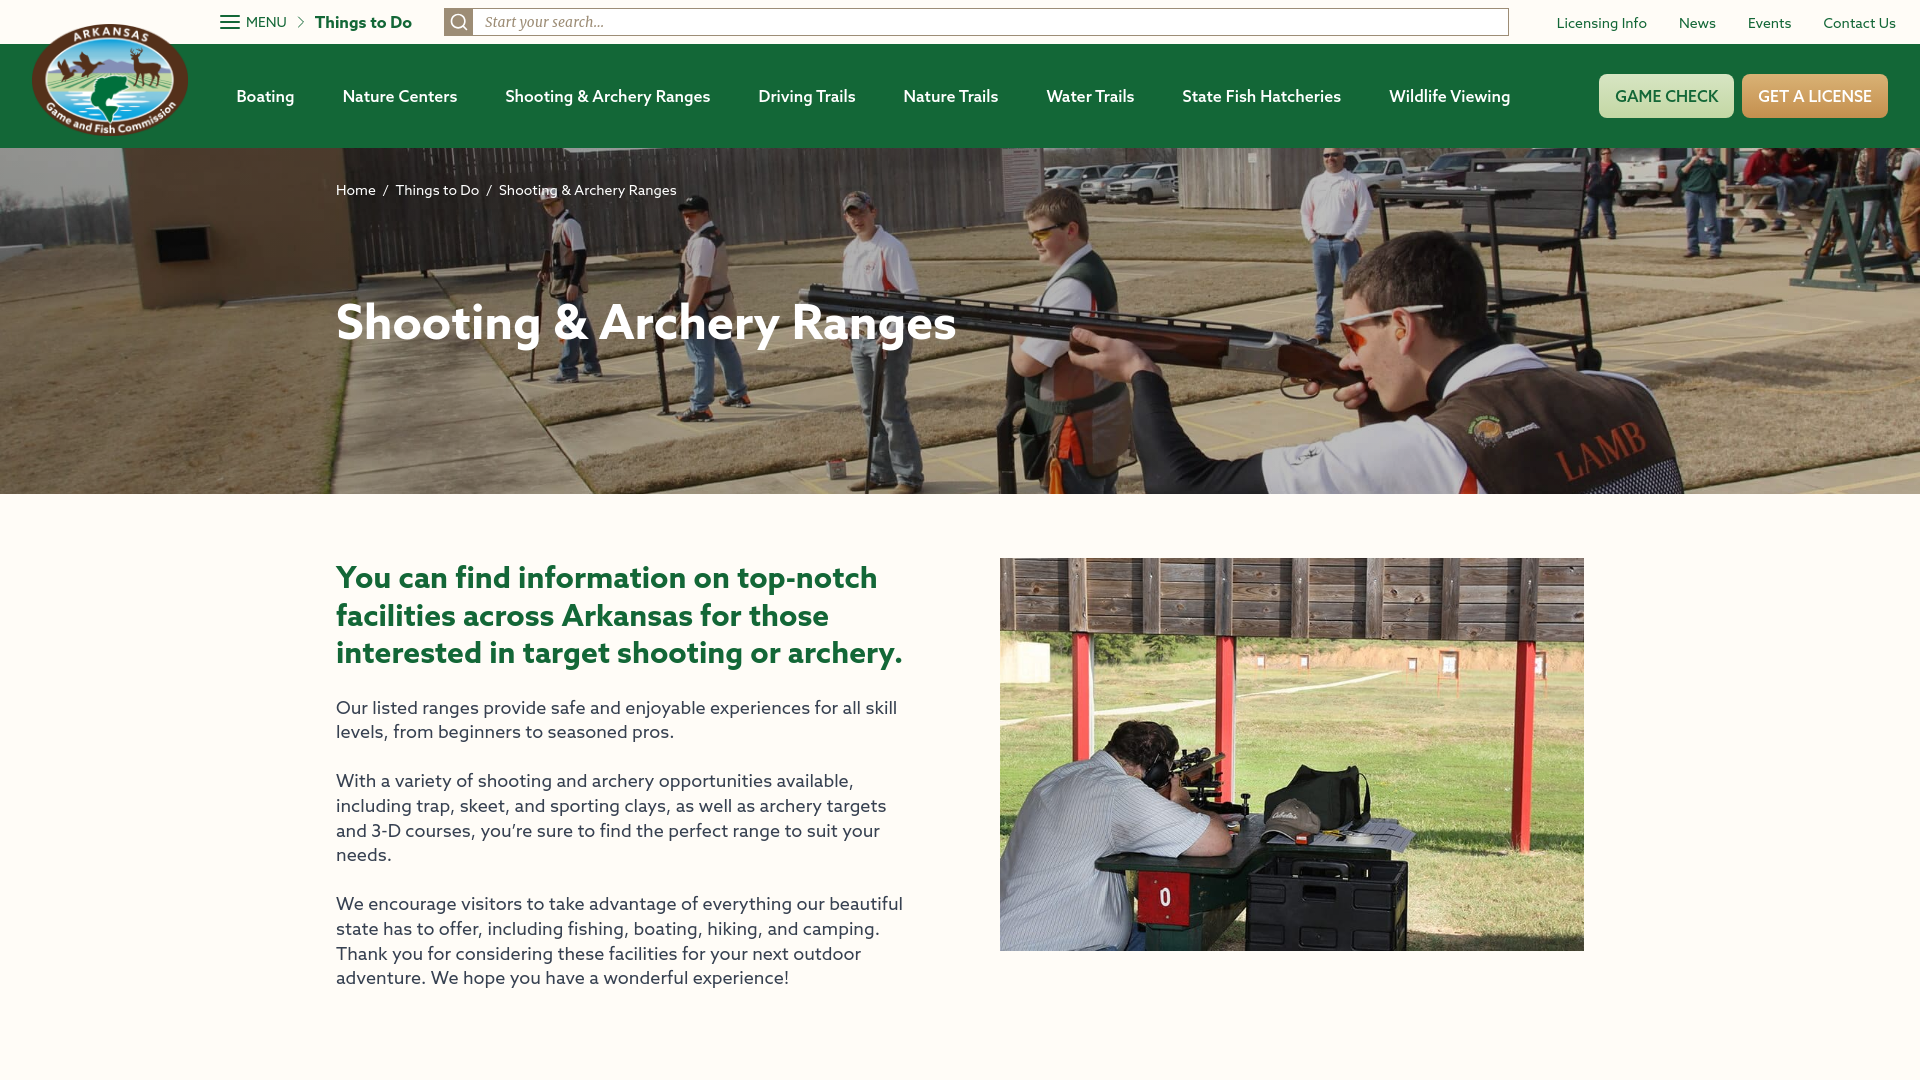 MENU
Things to Do
Start your search...
Licensing Info
News
Events
Contact Us
ARKANSAS
Game and Fish Commission
Boating
Nature Centers
Shooting & Archery Ranges
Driving Trails
Nature Trails
Water Trails
State Fish Hatcheries
Wildlife Viewing
GAME CHECK
GET A LICENSE
Home / Things to Do / Shooting & Archery Ranges
Shooting & Archery Ranges
LAMB
You can find information on top-notch
facilities across Arkansas for those
interested in target shooting or archery.
Our listed ranges provide safe and enjoyable experiences for all skill
levels, from beginners to seasoned pros.
With a variety of shooting and archery opportunities available,
including trap, skeet, and sporting clays, as well as archery targets
and 3-D courses, you’re sure to find the perfect range to suit your
needs.
We encourage visitors to take advantage of everything our beautiful
state has to offer, including fishing, boating, hiking, and camping.
Thank you for considering these facilities for your next outdoor
adventure. We hope you have a wonderful experience!
0